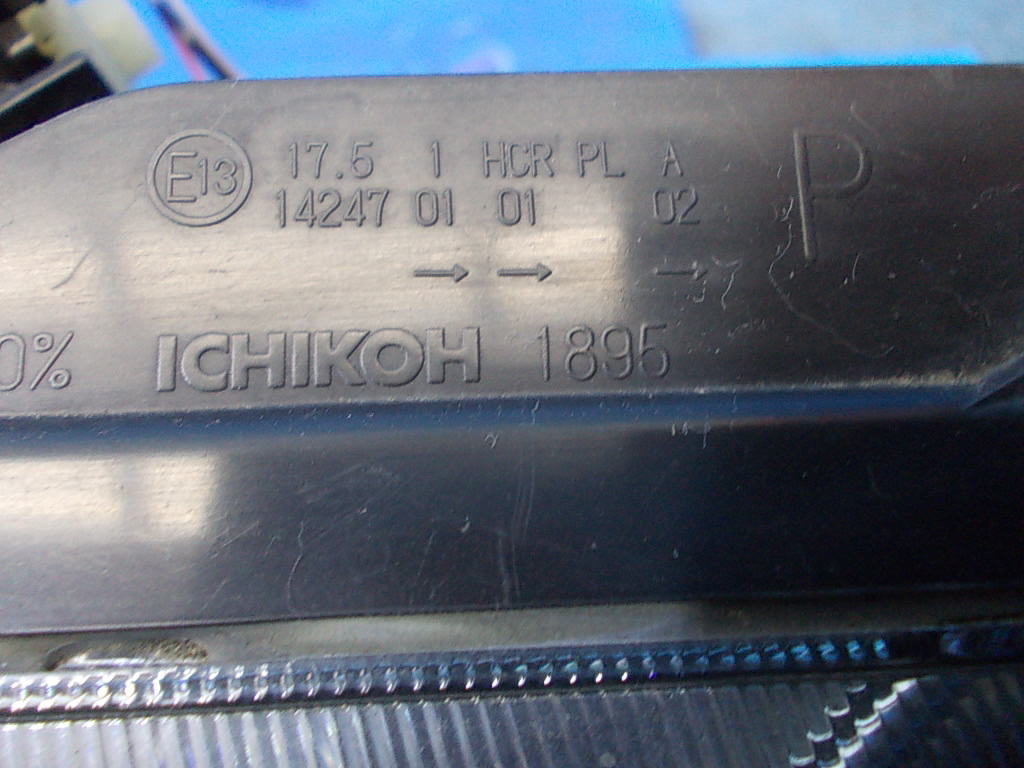 E13 17.5 1 HCR PL A P
14247 01 01 02
→ → →
0% ICHIKOH 1895